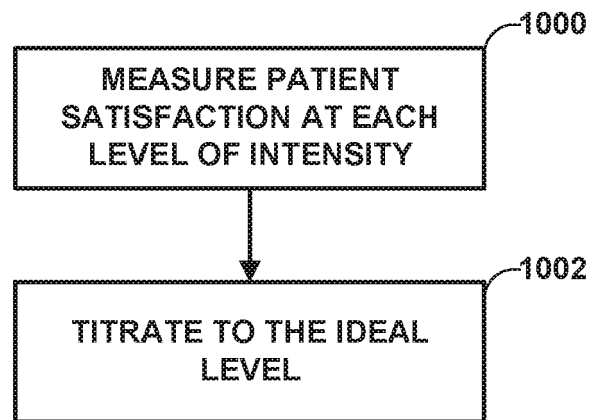 1000
MEASURE PATIENT
SATISFACTION AT EACH
LEVEL OF INTENSITY
1002
TITRATE TO THE IDEAL
LEVEL